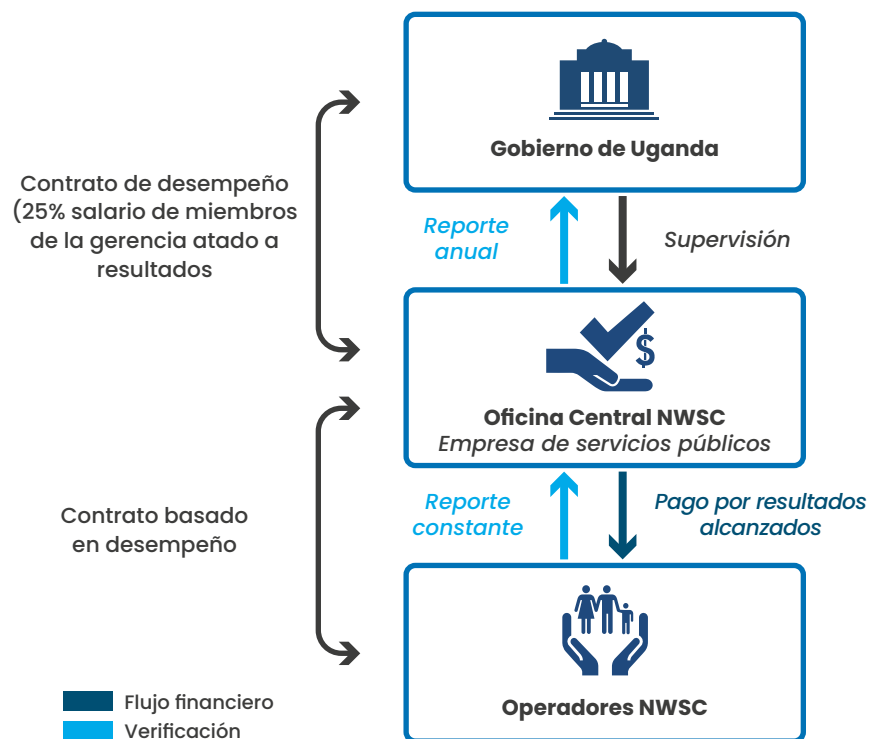 Gobierno de Uganda
Contrato de desempeño
(25% salario de miembros
de la gerencia atado a
resultados
Reporte
anual
Supervisión
$
Oficina Central NWSC
Empresa de servicios públicos
Contrato basado
en desempeño
Reporte
constante
Pago por resultados
alcanzados
Operadores NWSC
Flujo financiero
Verificación